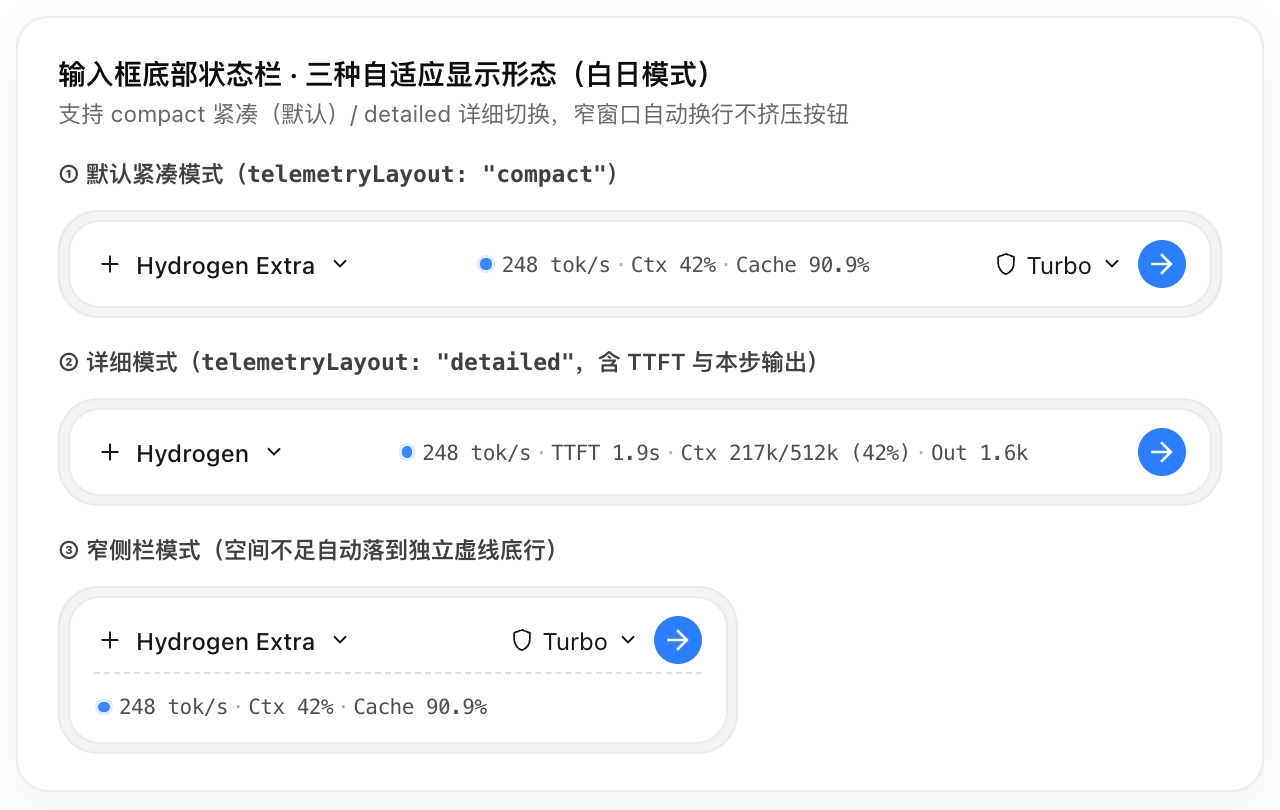 输入框底部状态栏 · 三种自适应显示形态（白日模式）
支持 compact 紧凑（默认）/ detailed 详细切换，窄窗口自动换行不挤压按钮
① 默认紧凑模式（telemetryLayout: "compact"）
+ Hydrogen Extra 248 tok/s · Ctx 42% · Cache 90.9% Turbo
② 详细模式（telemetryLayout: "detailed"，含 TTFT 与本步输出）
+ Hydrogen 248 tok/s · TTFT 1.9s · Ctx 217k/512k (42%) · Out 1.6k
③ 窄侧栏模式（空间不足自动落到独立虚线底行）
+ Hydrogen Extra Turbo
248 tok/s · Ctx 42% · Cache 90.9%